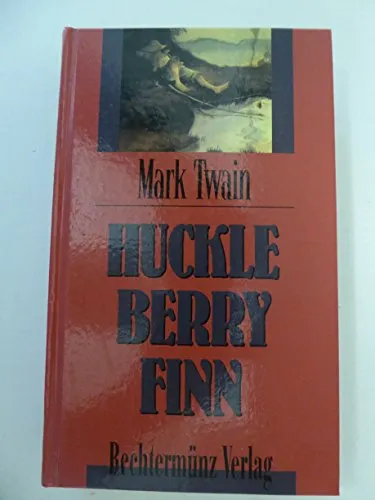 Mark Twain
HUCKLE
BERRY
FINN
Bechtermünz Verlag